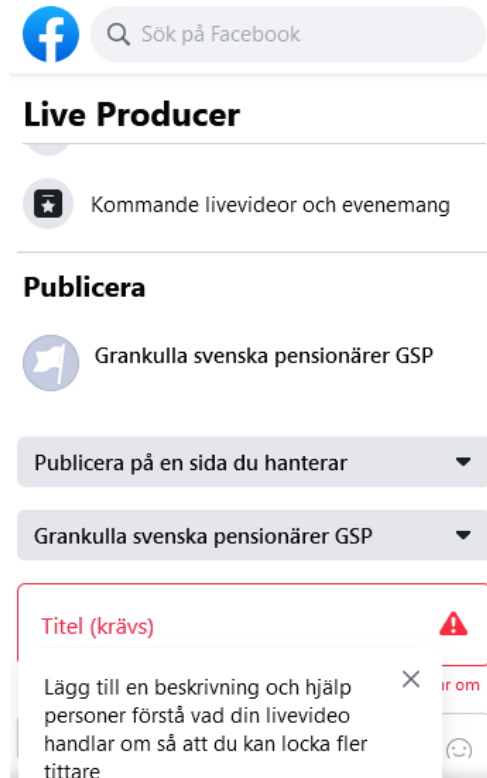 Sök på Facebook
Live Producer
Kommande livevideor och evenemang
Publicera
Grankulla svenska pensionärer GSP
Publicera på en sida du hanterar
Grankulla svenska pensionärer GSP
Titel (krävs)
Lägg till en beskrivning och hjälp
personer förstå vad din livevideo
handlar om så att du kan locka fler
tittare
om